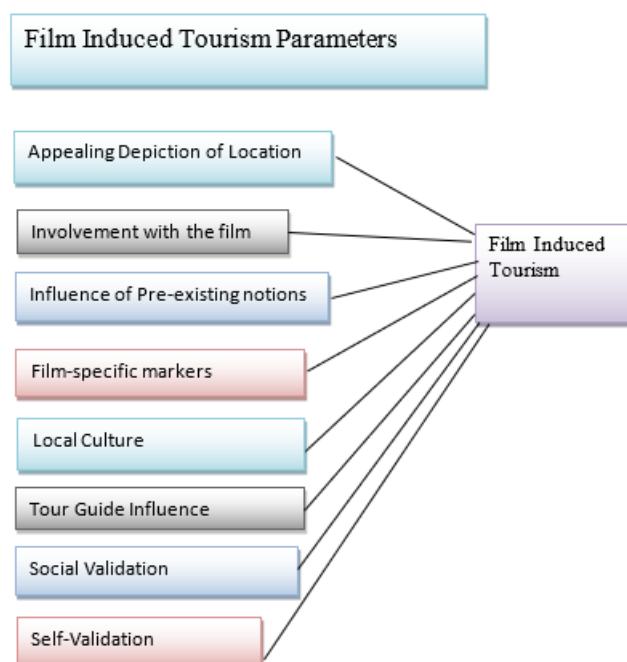 Film Induced Tourism Parameters
Appealing Depiction of Location
Involvement with the film
Influence of Pre-existing notions
Film-specific markers
Local Culture
Tour Guide Influence
Social Validation
Self-Validation
Film Induced
Tourism